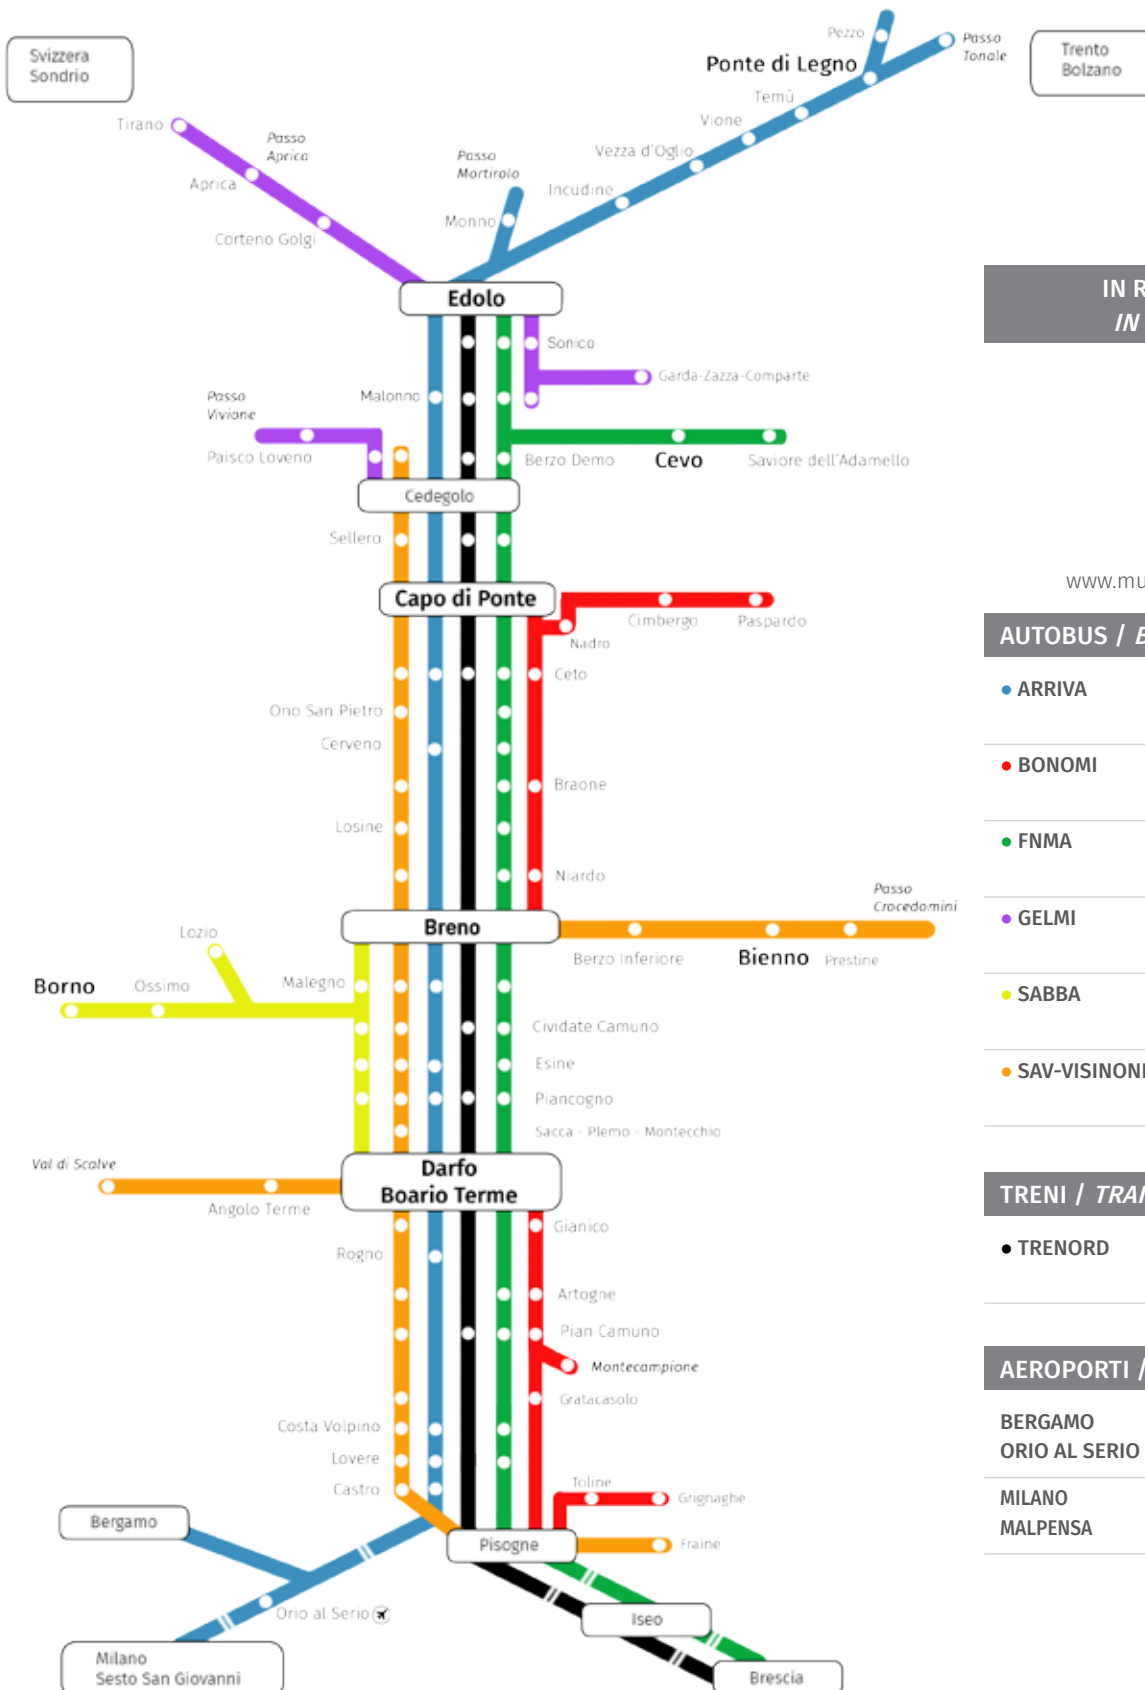 Svizzera
Sondrio
Pezzo
Passo
Tonale
Trento
Bolzano
Ponte di Legno
Temù
Tirano
Vione
Passo
Aprica
Passo
Mortirolo
Vezza d'Oglio
Aprica
Incudine
Monno
Corteno Golgi
Edolo
IN R
IN
Sonico
Garda-Zazza-Comparte
Passo
Vivione
Malonno
Paisco Loveno
Berzo Demo
Cevo
Saviore dell'Adamello
Cedegolo
Sellero
www.mu
Capo di Ponte
Cimbergo
Paspardo
Nadro
AUTOBUS /
Ceto
• ARRIVA
Ono San Pietro
Cerveno
• BONOMI
Braone
Losine
• FNMA
Niardo
Passo
Crocedomini
• GELMI
Breno
Lozio
Berzo Inferiore
Bienno
Prestine
Borno
Ossimo
Malegno
• SABBA
Cividate Camuno
Esine
• SAV-VISINONI
Piancogno
Sacca - Plemo - Montecchio
Val di Scalve
Darfo
Boario Terme
Angolo Terme
TRENI / TRAI
Gianico
Rogno
• TRENORD
Artogne
Pian Camuno
Montecampione
AEROPORTI /
Gratacasolo
Costa Volpino
BERGAMO
ORIO AL SERIO
Lovere
Castro
Toline
Grignaghe
MILANO
MALPENSA
Bergamo
Pisogne
Fraine
Orio al Serio
Iseo
Milano
Sesto San Giovanni
Brescia